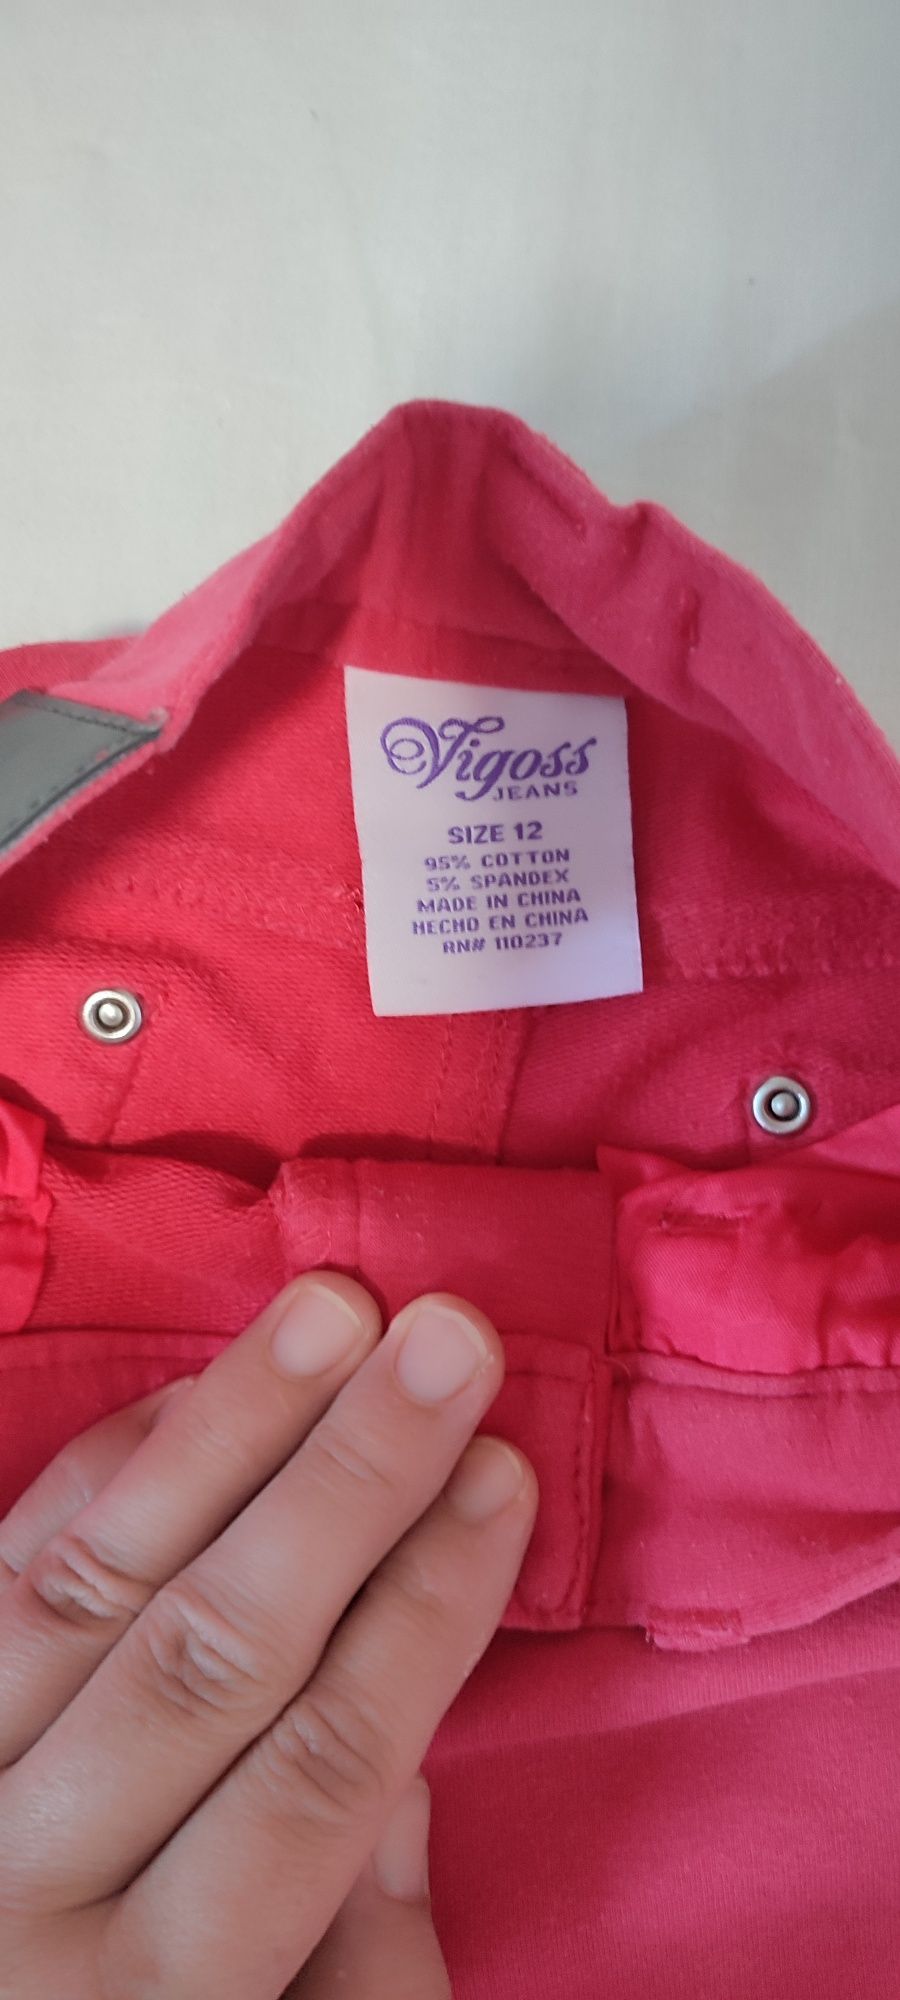 Vigoss
JEANS
SIZE 12
95% COTTON
5% SPANDEX
MADE IN CHINA
HECHO EN CHINA
RN# 110237